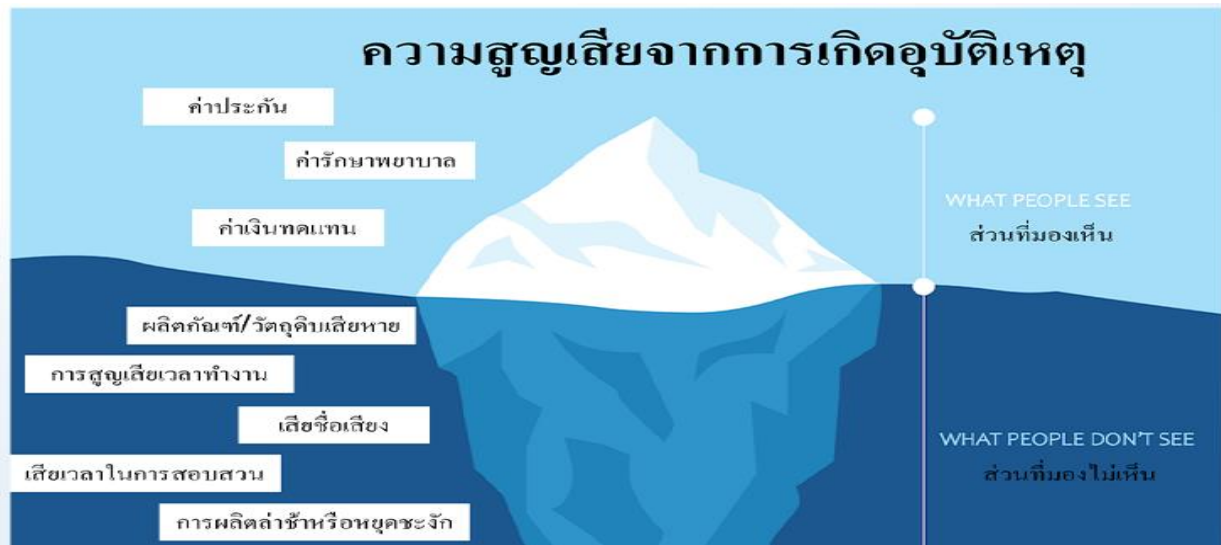 ความสูญเสียจากการเกิดอุบัติเหตุ
ค่าประกัน
ค่ารักษาพยาบาล
ค่าเงินทดแทน
WHAT PEOPLE SEE
ส่วนที่มองเห็น
ผลิตภัณฑ์/วัตถุดิบเสียหาย
การสูญเสียเวลาทำงาน
เสียชื่อเสียง
เสียเวลาในการสอบสวน
การผลิตล่าช้าหรือหยุดชะงัก
WHAT PEOPLE DON'T SEE
ส่วนที่มองไม่เห็น